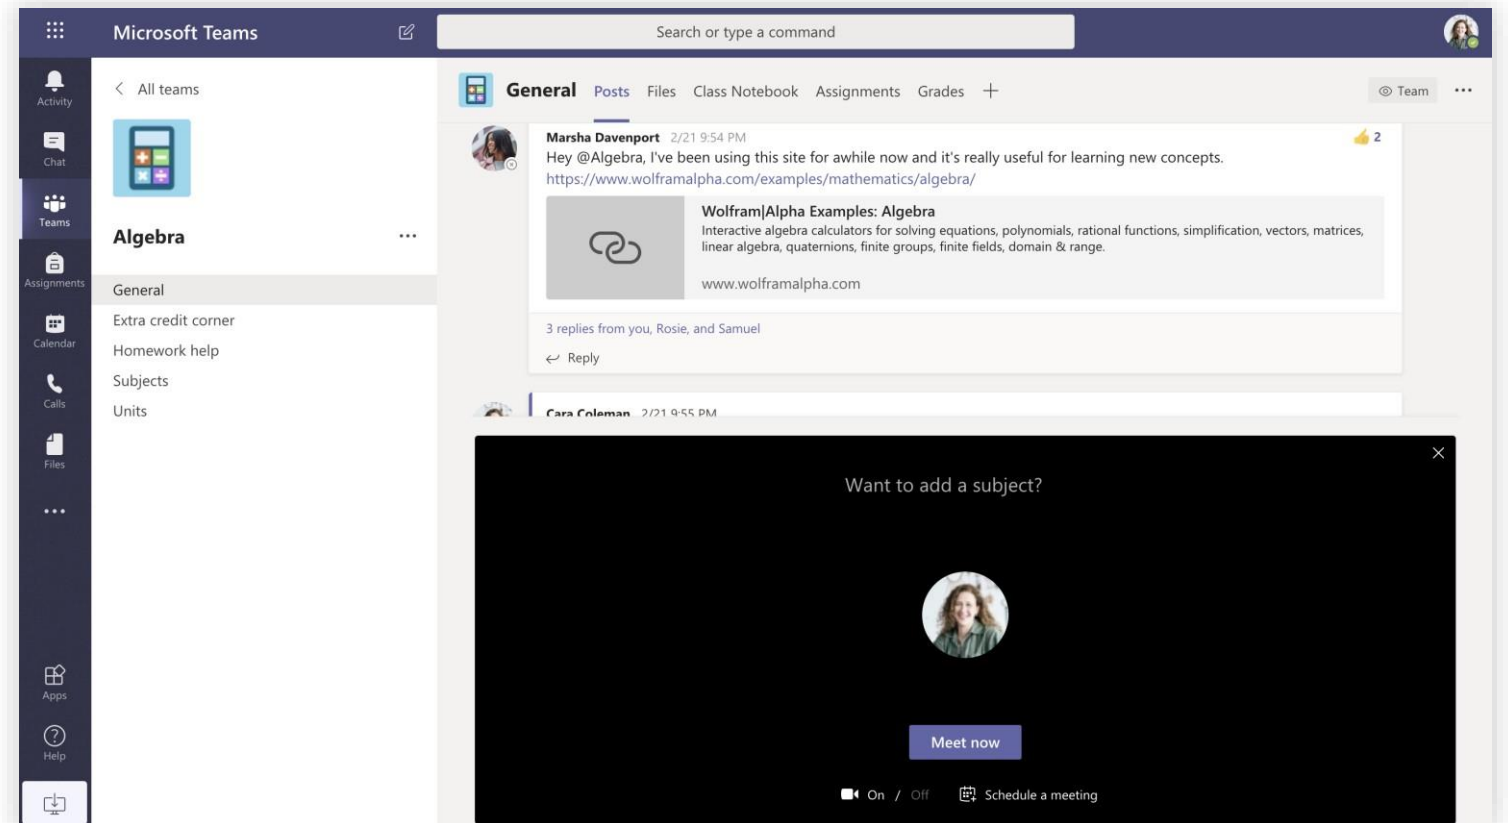 Microsoft Teams
Search or type a command
Activity
Chat
Teams
Assignments
Calendar
Calls
Files
Apps
Help
All teams
Algebra
General
Extra credit corner
Homework help
Subjects
Units
General Posts Files Class Notebook Assignments Grades
Team
Marsha Davenport 2/21 9:54 PM
2
Hey @Algebra, I've been using this site for awhile now and it's really useful for learning new concepts.
https://www.wolframalpha.com/examples/mathematics/algebra/
Wolfram|Alpha Examples: Algebra
Interactive algebra calculators for solving equations, polynomials, rational functions, simplification, vectors, matrices,
linear algebra, quaternions, finite groups, finite fields, domain & range.
www.wolframalpha.com
3 replies from you, Rosie, and Samuel
Reply
Cara Coleman 2/21 9:55 PM
Want to add a subject?
Meet now
On / Off
Schedule a meeting